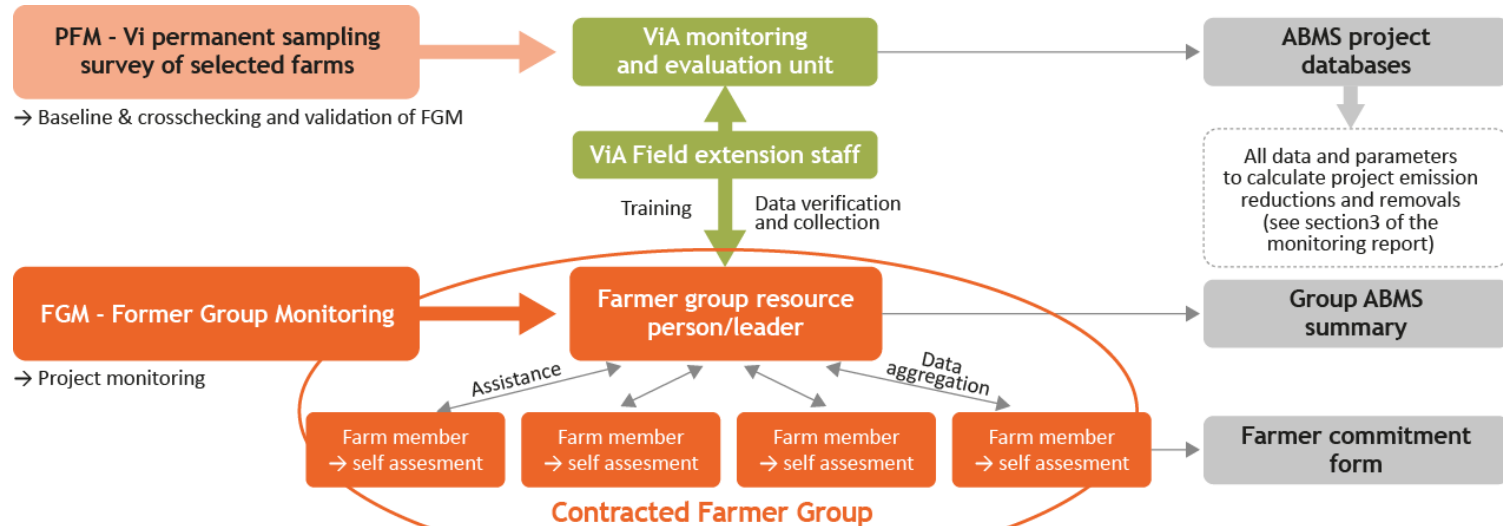 PFM - Vi permanent sampling
survey of selected farms
→ Baseline & crosschecking and validation of FGM
ViA monitoring
and evaluation unit
ABMS project
databases
ViA Field extension staff
Training
Data verification
and collection
All data and parameters
to calculate project emission
reductions and removals
(see section3 of the
monitoring report)
FGM - Former Group Monitoring
→ Project monitoring
Farmer group resource
person/leader
Group ABMS
summary
Assistance
Data
aggregation
Farm member
→ self assesment
Farm member
→ self assesment
Farm member
→ self assesment
Farm member
→ self assesment
Farmer commitment
form
Contracted Farmer Group